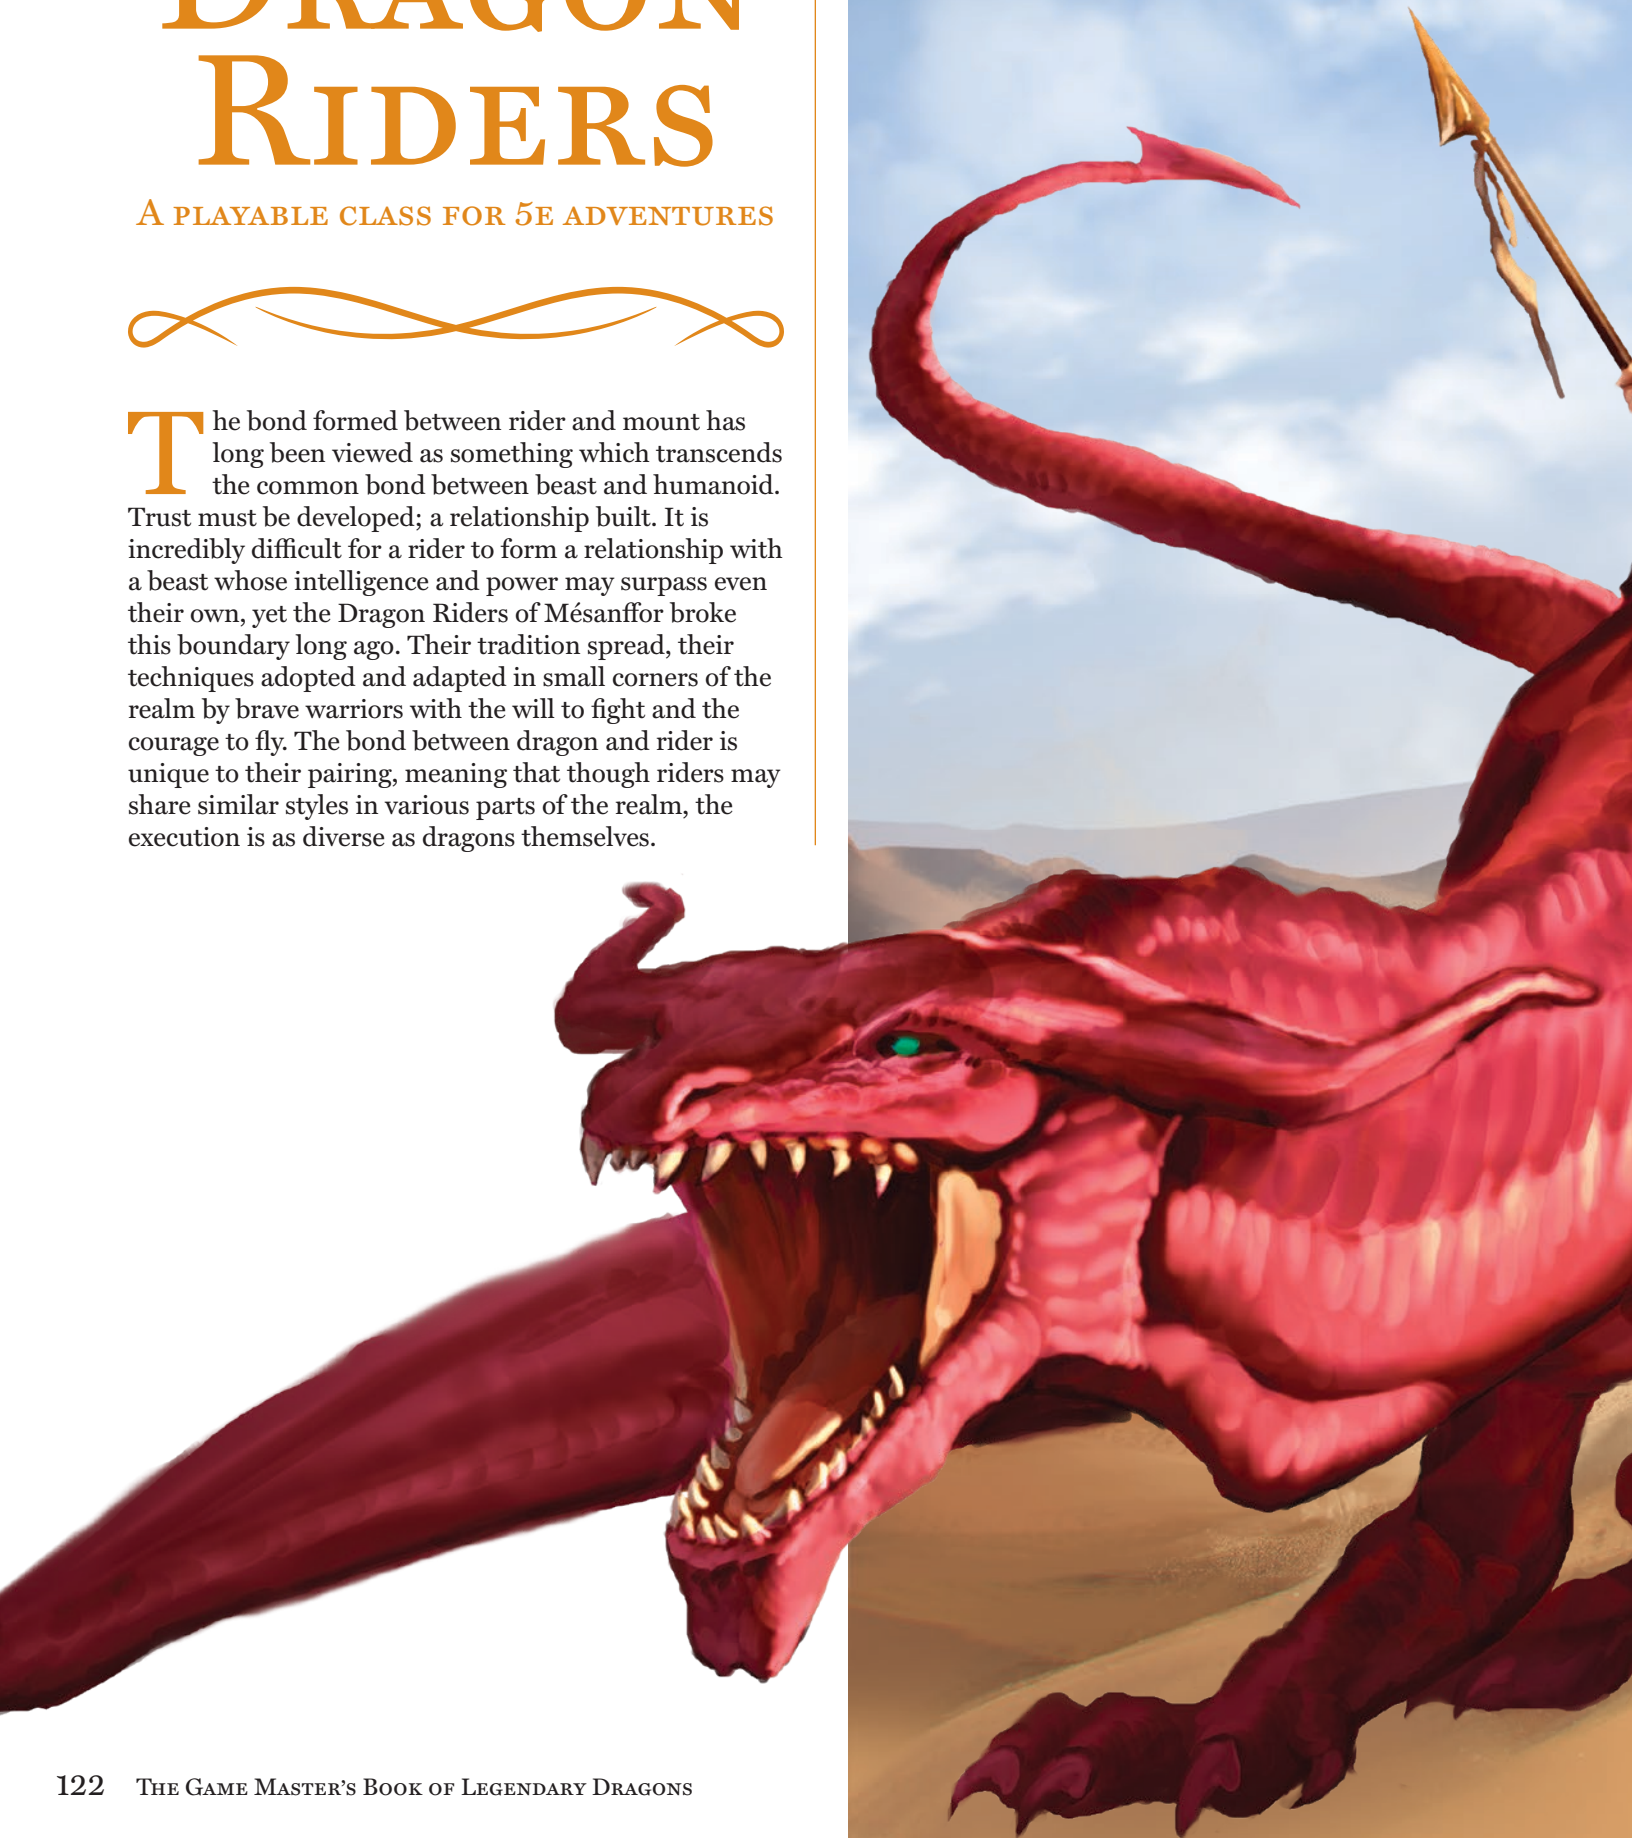 DRAGON
RIDERS
A PLAYABLE CLASS FOR 5E ADVENTURES
The bond formed between rider and mount has
long been viewed as something which transcends
the common bond between beast and humanoid.
Trust must be developed; a relationship built. It is
incredibly difficult for a rider to form a relationship with
a beast whose intelligence and power may surpass even
their own, yet the Dragon Riders of Mésanffor broke
this boundary long ago. Their tradition spread, their
techniques adopted and adapted in small corners of the
realm by brave warriors with the will to fight and the
courage to fly. The bond between dragon and rider is
unique to their pairing, meaning that though riders may
share similar styles in various parts of the realm, the
execution is as diverse as dragons themselves.
122 THE GAME MASTER'S BOOK OF LEGENDARY DRAGONS